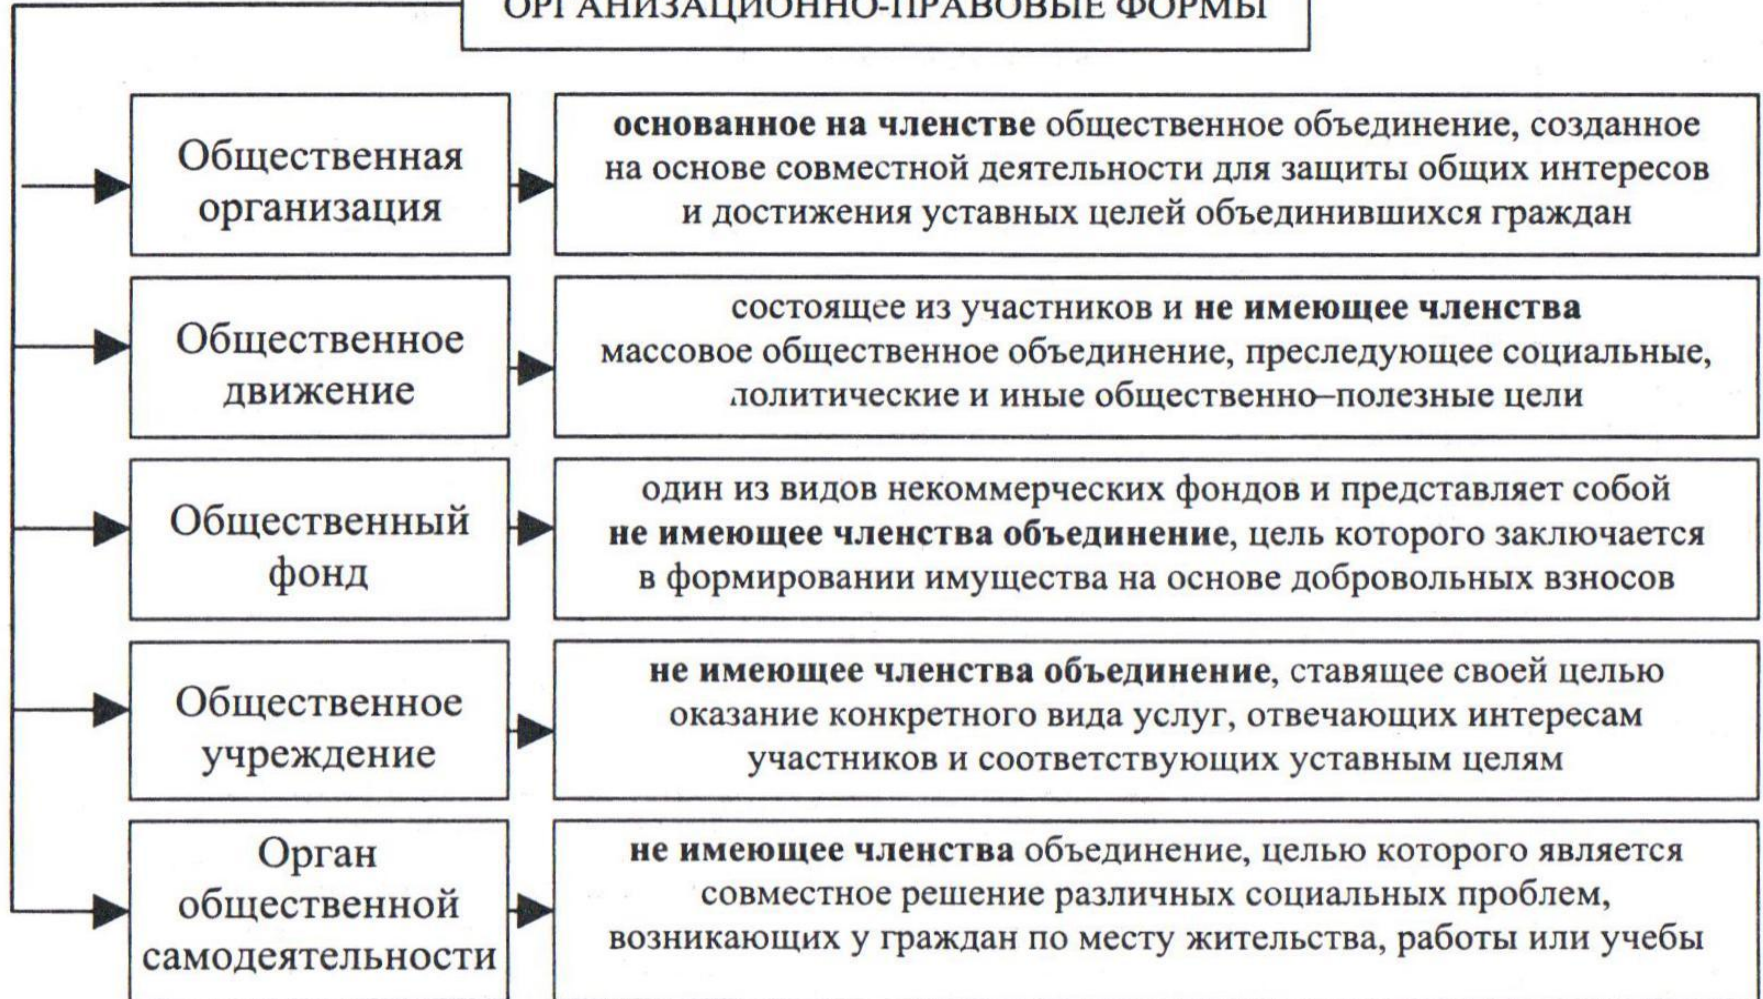 ОРГАНИЗАЦИОННО-ПРАВОВЫЕ ФОРМЫ
Общественная
организация
основанное на членстве общественное объединение, созданное
на основе совместной деятельности для защиты общих интересов
и достижения уставных целей объединившихся граждан
Общественное
движение
состоящее из участников и не имеющее членства
массовое общественное объединение, преследующее социальные,
политические и иные общественно–полезные цели
Общественный
фонд
один из видов некоммерческих фондов и представляет собой
не имеющее членства объединение, цель которого заключается
в формировании имущества на основе добровольных взносов
Общественное
учреждение
не имеющее членства объединение, ставящее своей целью
оказание конкретного вида услуг, отвечающих интересам
участников и соответствующих уставным целям
Орган
общественной
самодеятельности
не имеющее членства объединение, целью которого является
совместное решение различных социальных проблем,
возникающих у граждан по месту жительства, работы или учебы